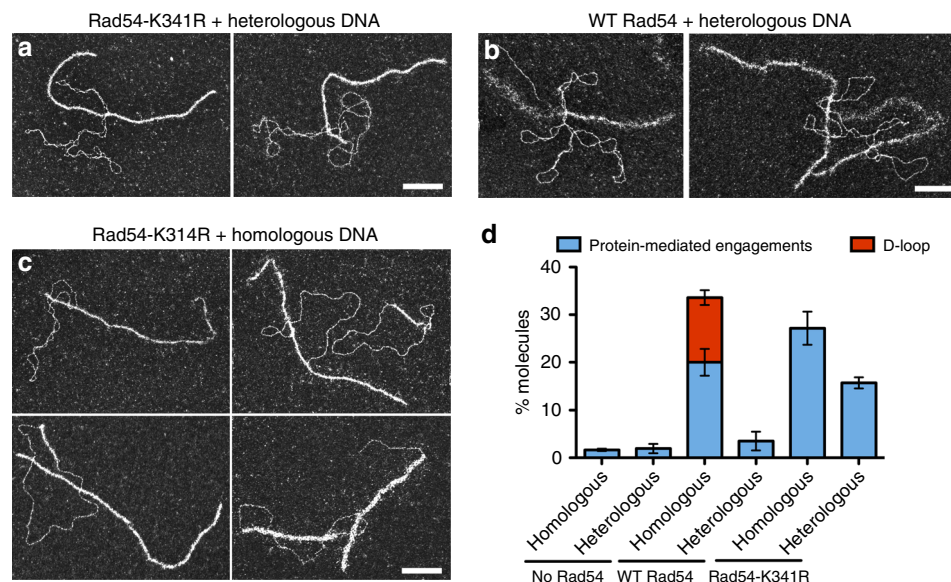 Rad54-K341R + heterologous DNA
a
WT Rad54 + heterologous DNA
b
Rad54-K314R + homologous DNA
c
d
Protein-mediated engagements
D-loop
% molecules
40
30
20
10
0
Homologous
Heterologous
Homologous
Heterologous
Homologous
Heterologous
No Rad54
WT Rad54
Rad54-K341R